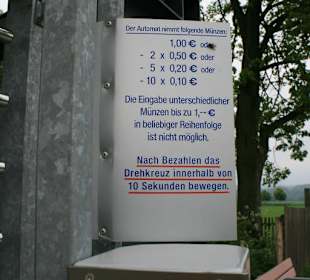 Der Automat nimmt folgende Münzen:
1,00 € oder
- 2 x 0,50 € oder
- 5 x 0,20 € oder
- 10 x 0,10 €
Die Eingabe unterschiedlicher
Münzen bis zu 1,-- €
in beliebiger Reihenfolge
ist nicht möglich.
Nach Bezahlen das
Drehkreuz innerhalb von
10 Sekunden bewegen.